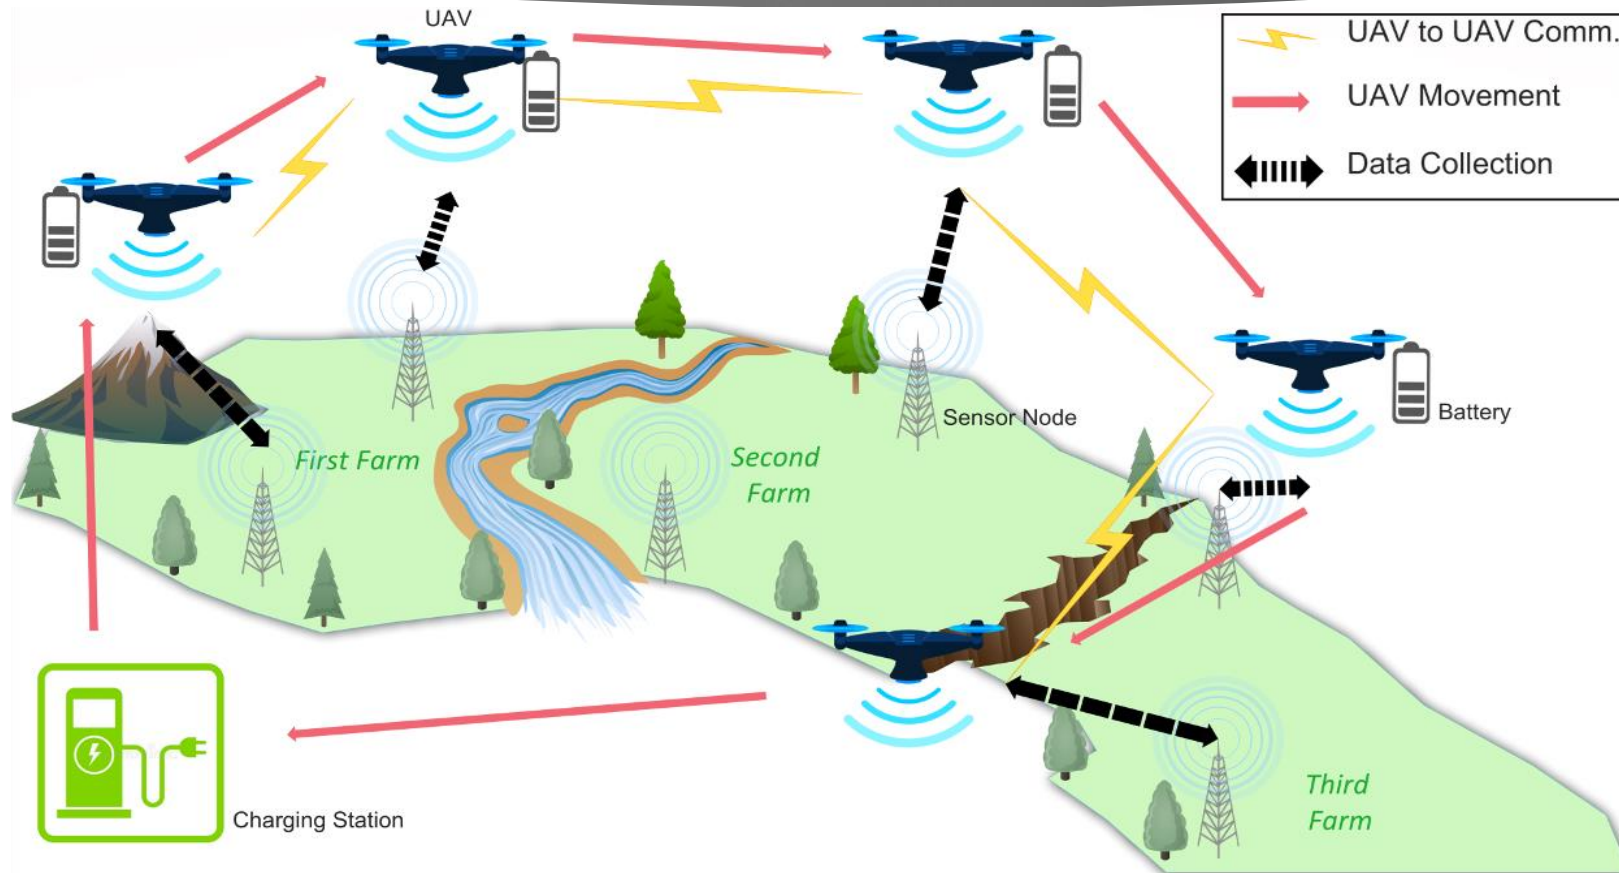 UAV
UAV to UAV Comm.
UAV Movement
Data Collection
Sensor Node
Battery
First Farm
Second
Farm
Third
Farm
Charging Station